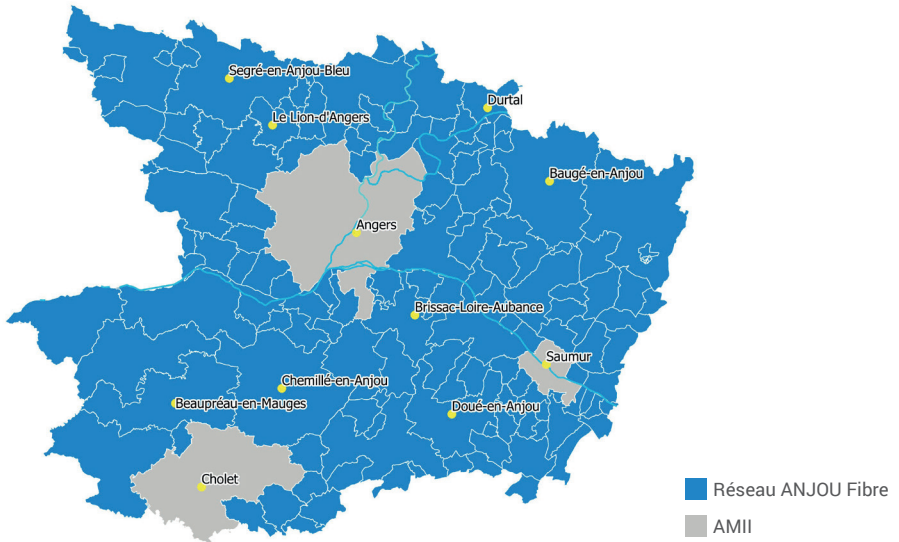 Segré-en-Anjou-Bleu
Durtal
Le Lion-d'Angers
Baugé-en-Anjou
Angers
Brissac-Loire-Aubance
Saumur
Chemillé-en-Anjou
Beaupréau-en-Mauges
Doué-en-Anjou
Cholet
Réseau ANJOU Fibre
AMII